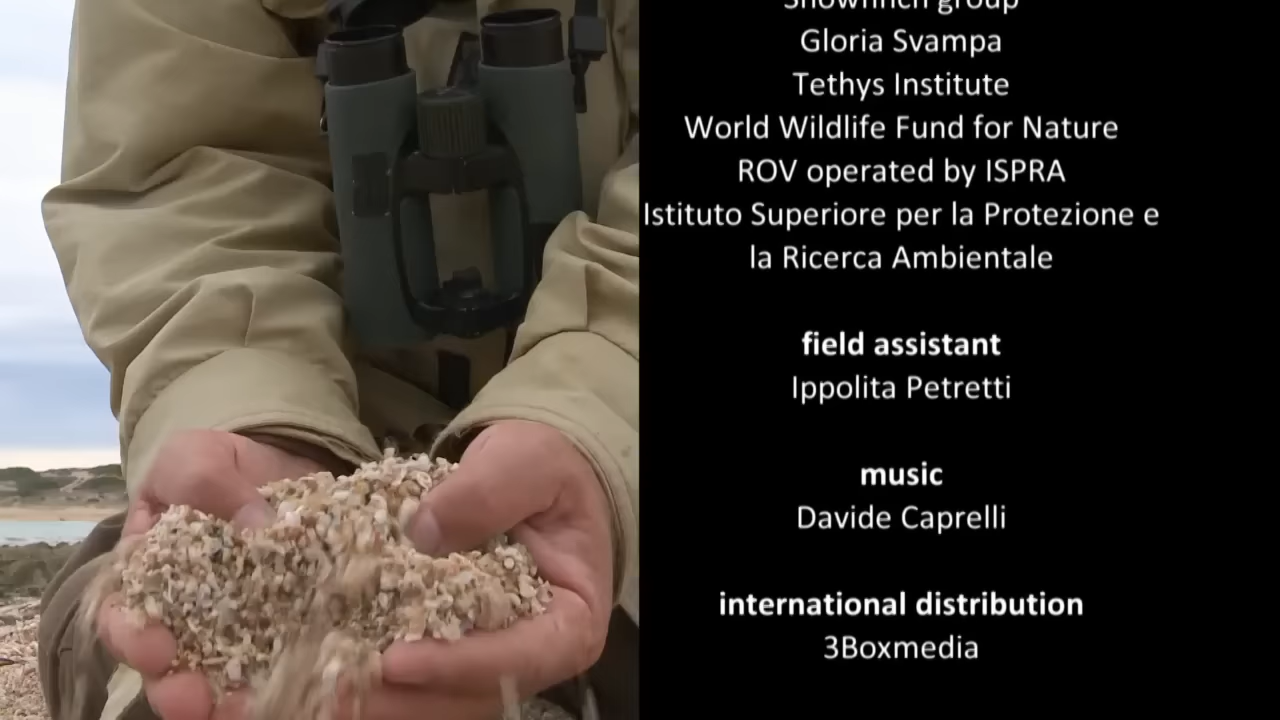 Gloria Svampa
Tethys Institute
World Wildlife Fund for Nature
ROV operated by ISPRA
Istituto Superiore per la Protezione e
la Ricerca Ambientale
field assistant
Ippolita Petretti
music
Davide Caprelli
international distribution
3Boxmedia